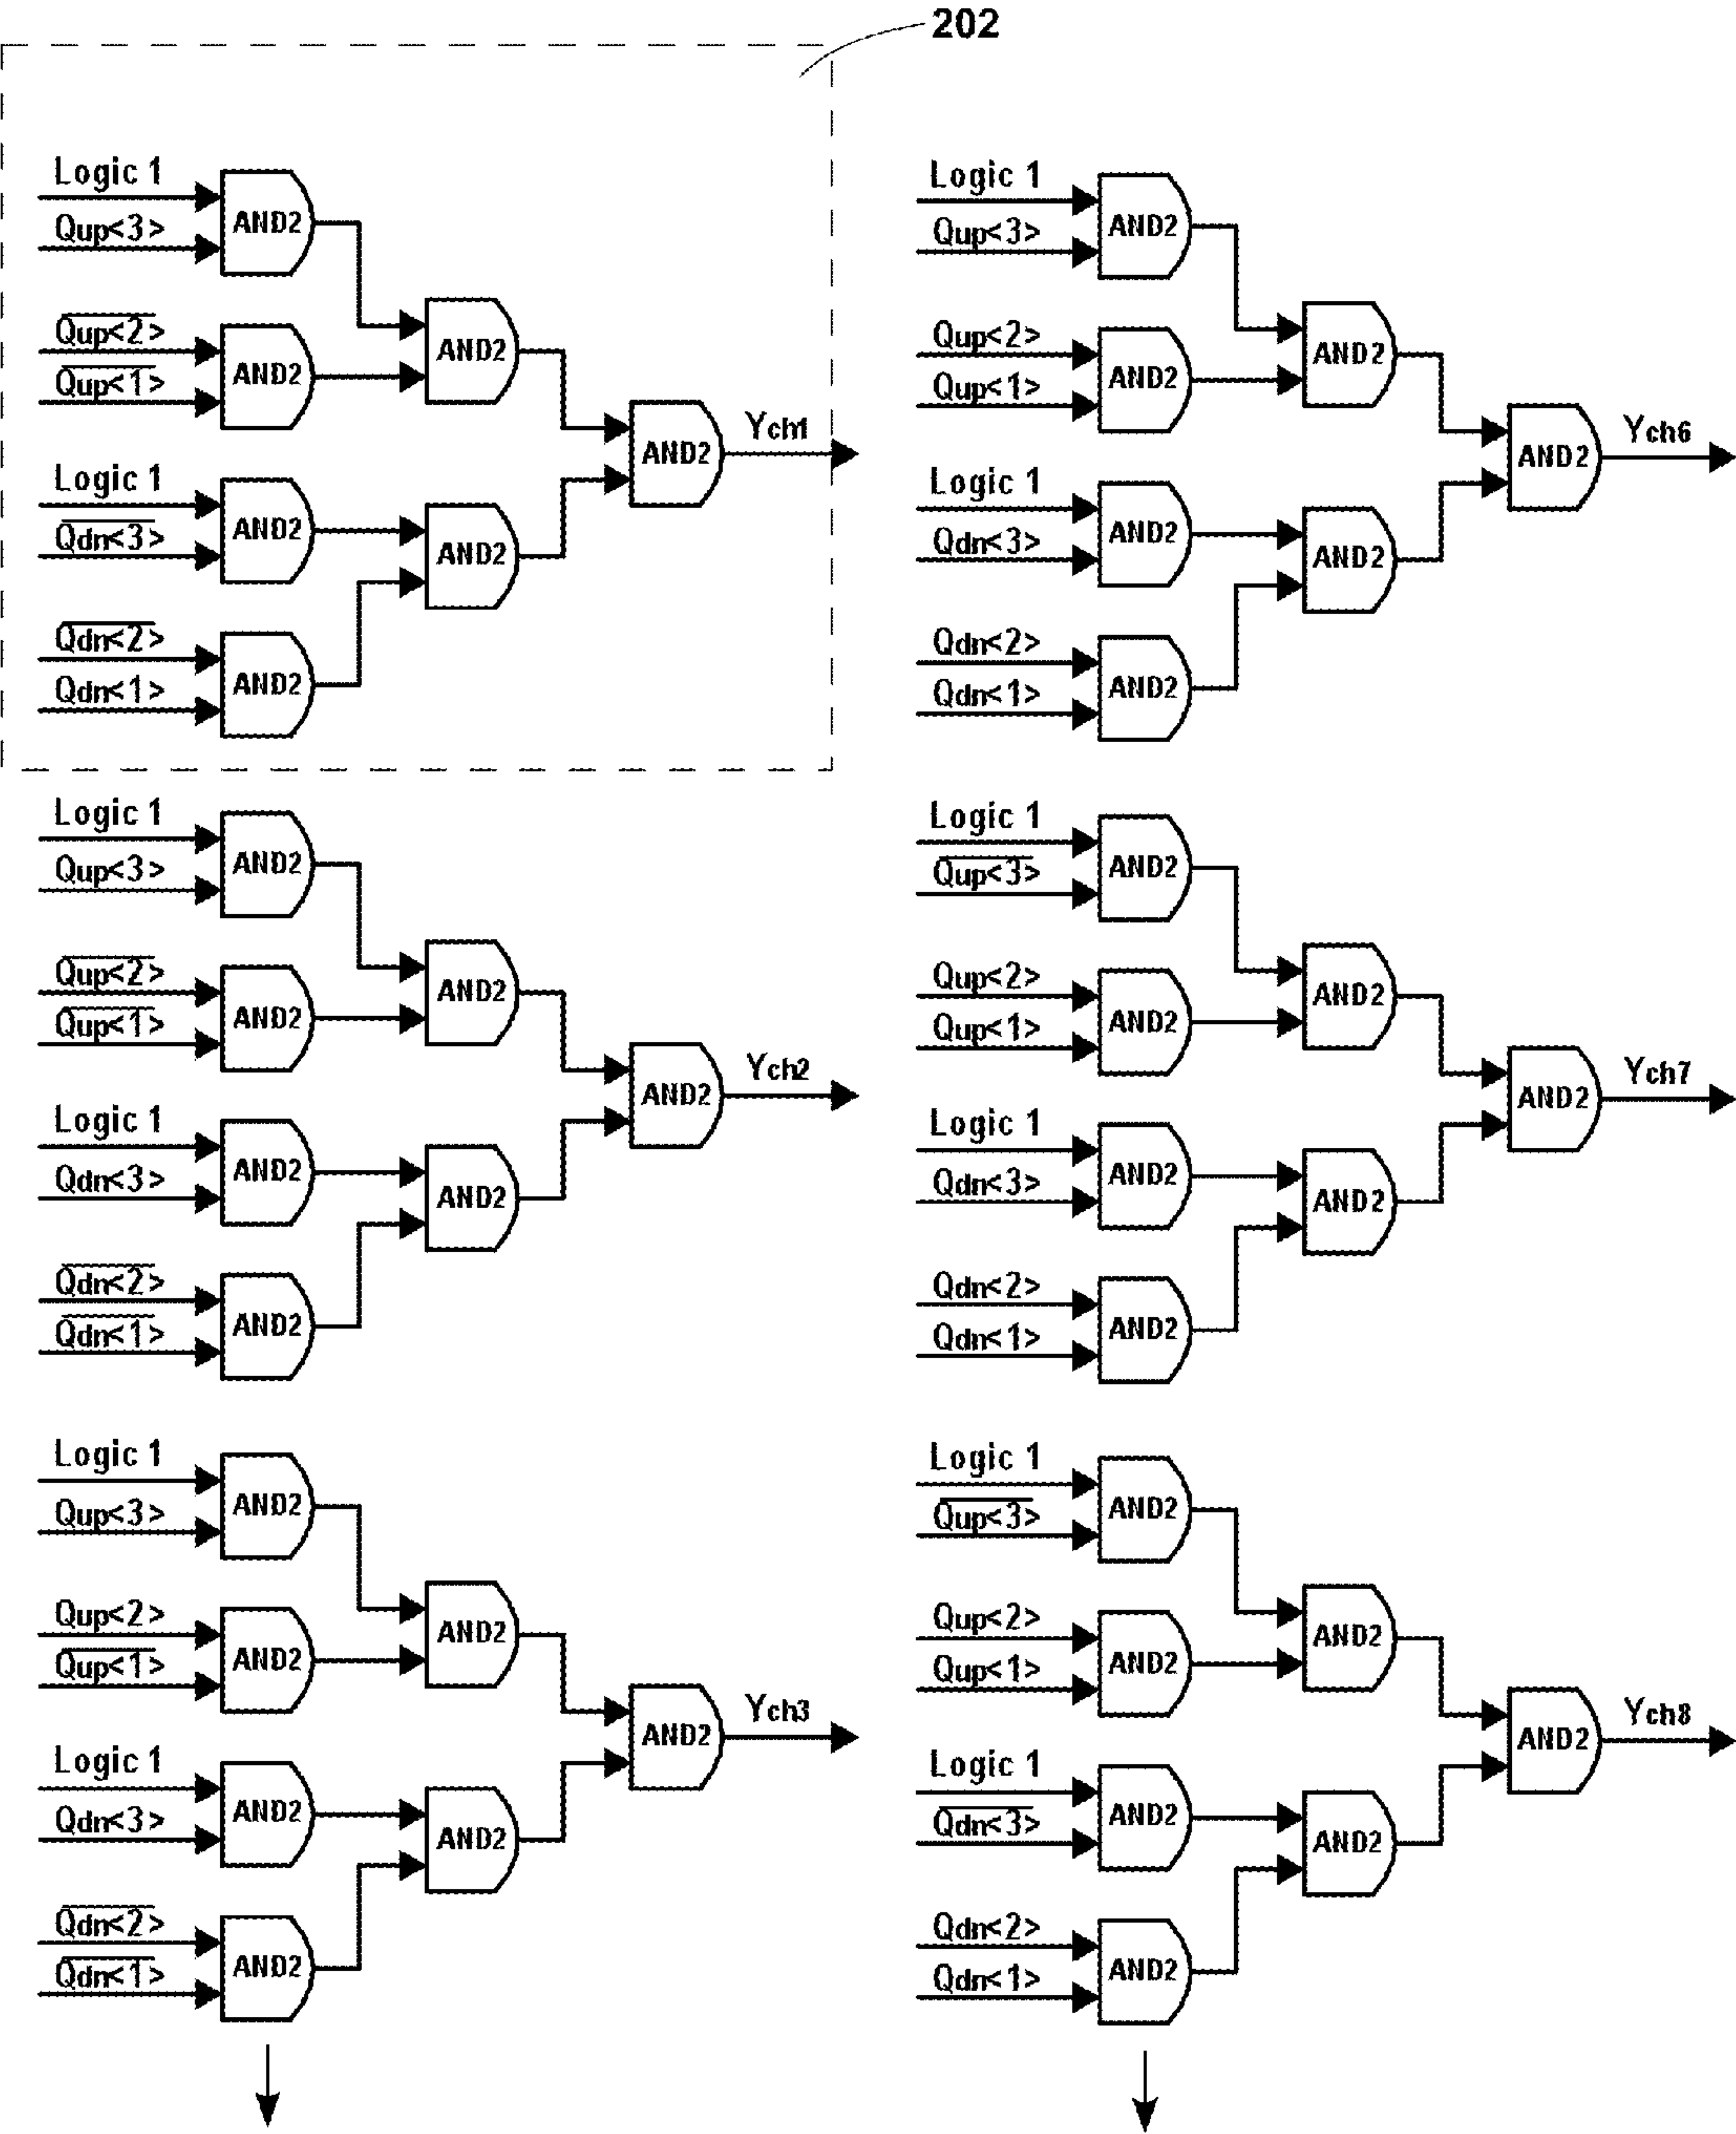 202
Logic 1
Qup<3>
AND2
Qup<2>
Qup<1>
AND2
AND2
Logic 1
Qdn<3>
AND2
AND2
Qdn<2>
Qdn<1>
AND2
AND2
Ych1
Logic 1
Qup<3>
AND2
Qup<2>
Qup<1>
AND2
AND2
Logic 1
Qdn<3>
AND2
AND2
Qdn<2>
Qdn<1>
AND2
AND2
Ych2
Logic 1
Qup<3>
AND2
Qup<2>
Qup<1>
AND2
AND2
Logic 1
Qdn<3>
AND2
AND2
Qdn<2>
Qdn<1>
AND2
AND2
Ych3
Logic 1
Qup<3>
AND2
Qup<2>
Qup<1>
AND2
AND2
Logic 1
Qdn<3>
AND2
AND2
Qdn<2>
Qdn<1>
AND2
AND2
Ych6
Logic 1
Qup<3>
AND2
Qup<2>
Qup<1>
AND2
AND2
Logic 1
Qdn<3>
AND2
AND2
Qdn<2>
Qdn<1>
AND2
AND2
Ych7
Logic 1
Qup<3>
AND2
Qup<2>
Qup<1>
AND2
AND2
Logic 1
Qdn<3>
AND2
AND2
Qdn<2>
Qdn<1>
AND2
AND2
Ych8